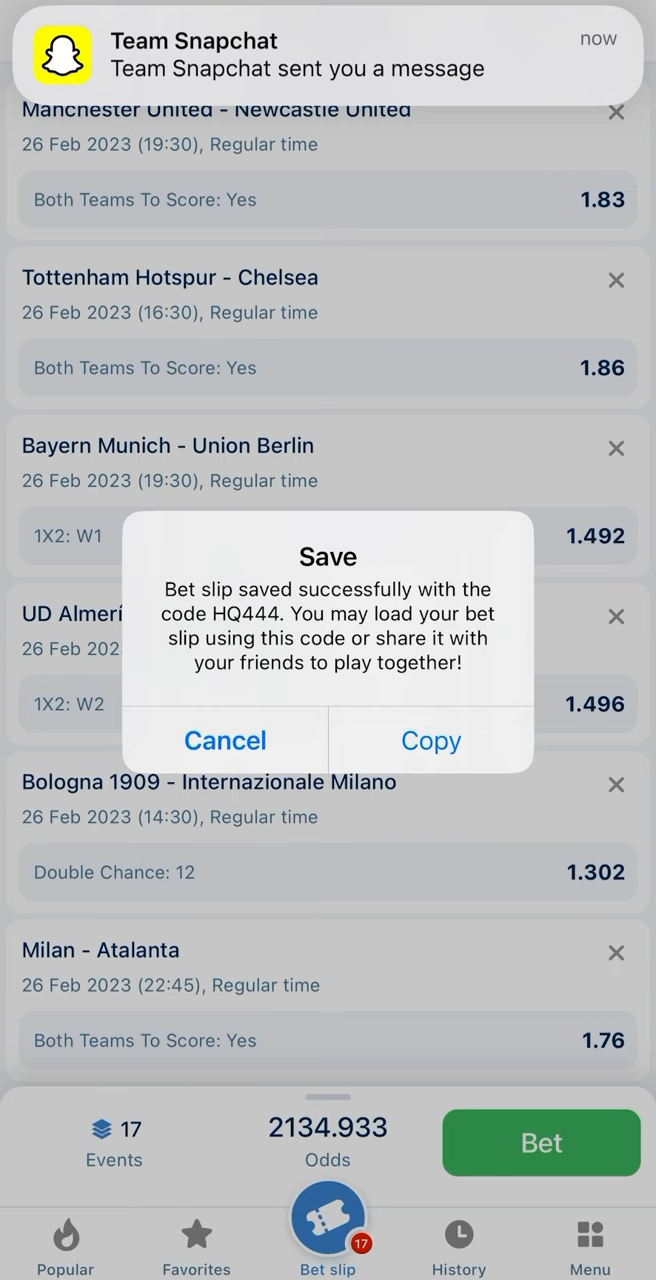 Team Snapchat
now
Team Snapchat sent you a message
Manchester United - Newcastle United
26 Feb 2023 (19:30), Regular time
Both Teams To Score: Yes
1.83
Tottenham Hotspur - Chelsea
26 Feb 2023 (16:30), Regular time
Both Teams To Score: Yes
1.86
Bayern Munich - Union Berlin
26 Feb 2023 (19:30), Regular time
1X2: W1
1.492
Save
Bet slip saved successfully with the
code HQ444. You may load your bet
slip using this code or share it with
your friends to play together!
Cancel
Copy
UD Almerí
26 Feb 202
1X2: W2
1.496
Bologna 1909 - Internazionale Milano
26 Feb 2023 (14:30), Regular time
Double Chance: 12
1.302
Milan - Atalanta
26 Feb 2023 (22:45), Regular time
Both Teams To Score: Yes
1.76
17
Events
2134.933
Odds
Bet
Popular
Favorites
17
Bet slip
History
Menu